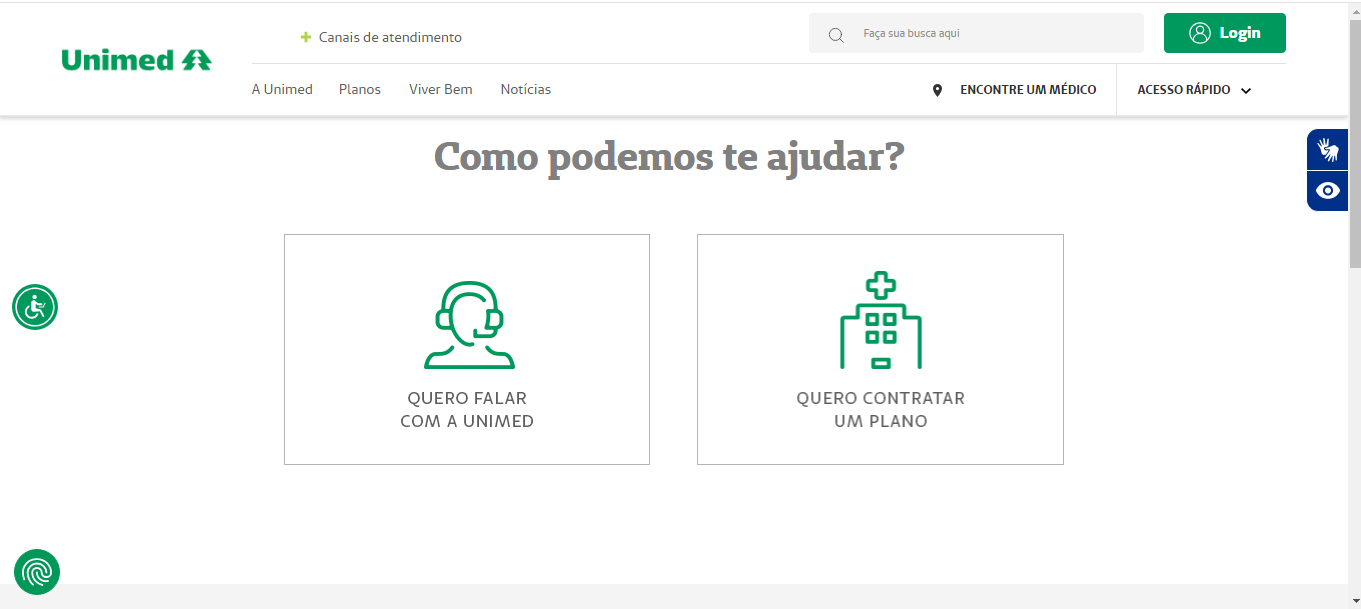 Canais de atendimento
Faça sua busca aqui
Login
Unimed
A Unimed
Planos
Viver Bem
Notícias
ENCONTRE UM MÉDICO
ACESSO RÁPIDO
Como podemos te ajudar?
QUERO FALAR
COM A UNIMED
QUERO CONTRATAR
UM PLANO